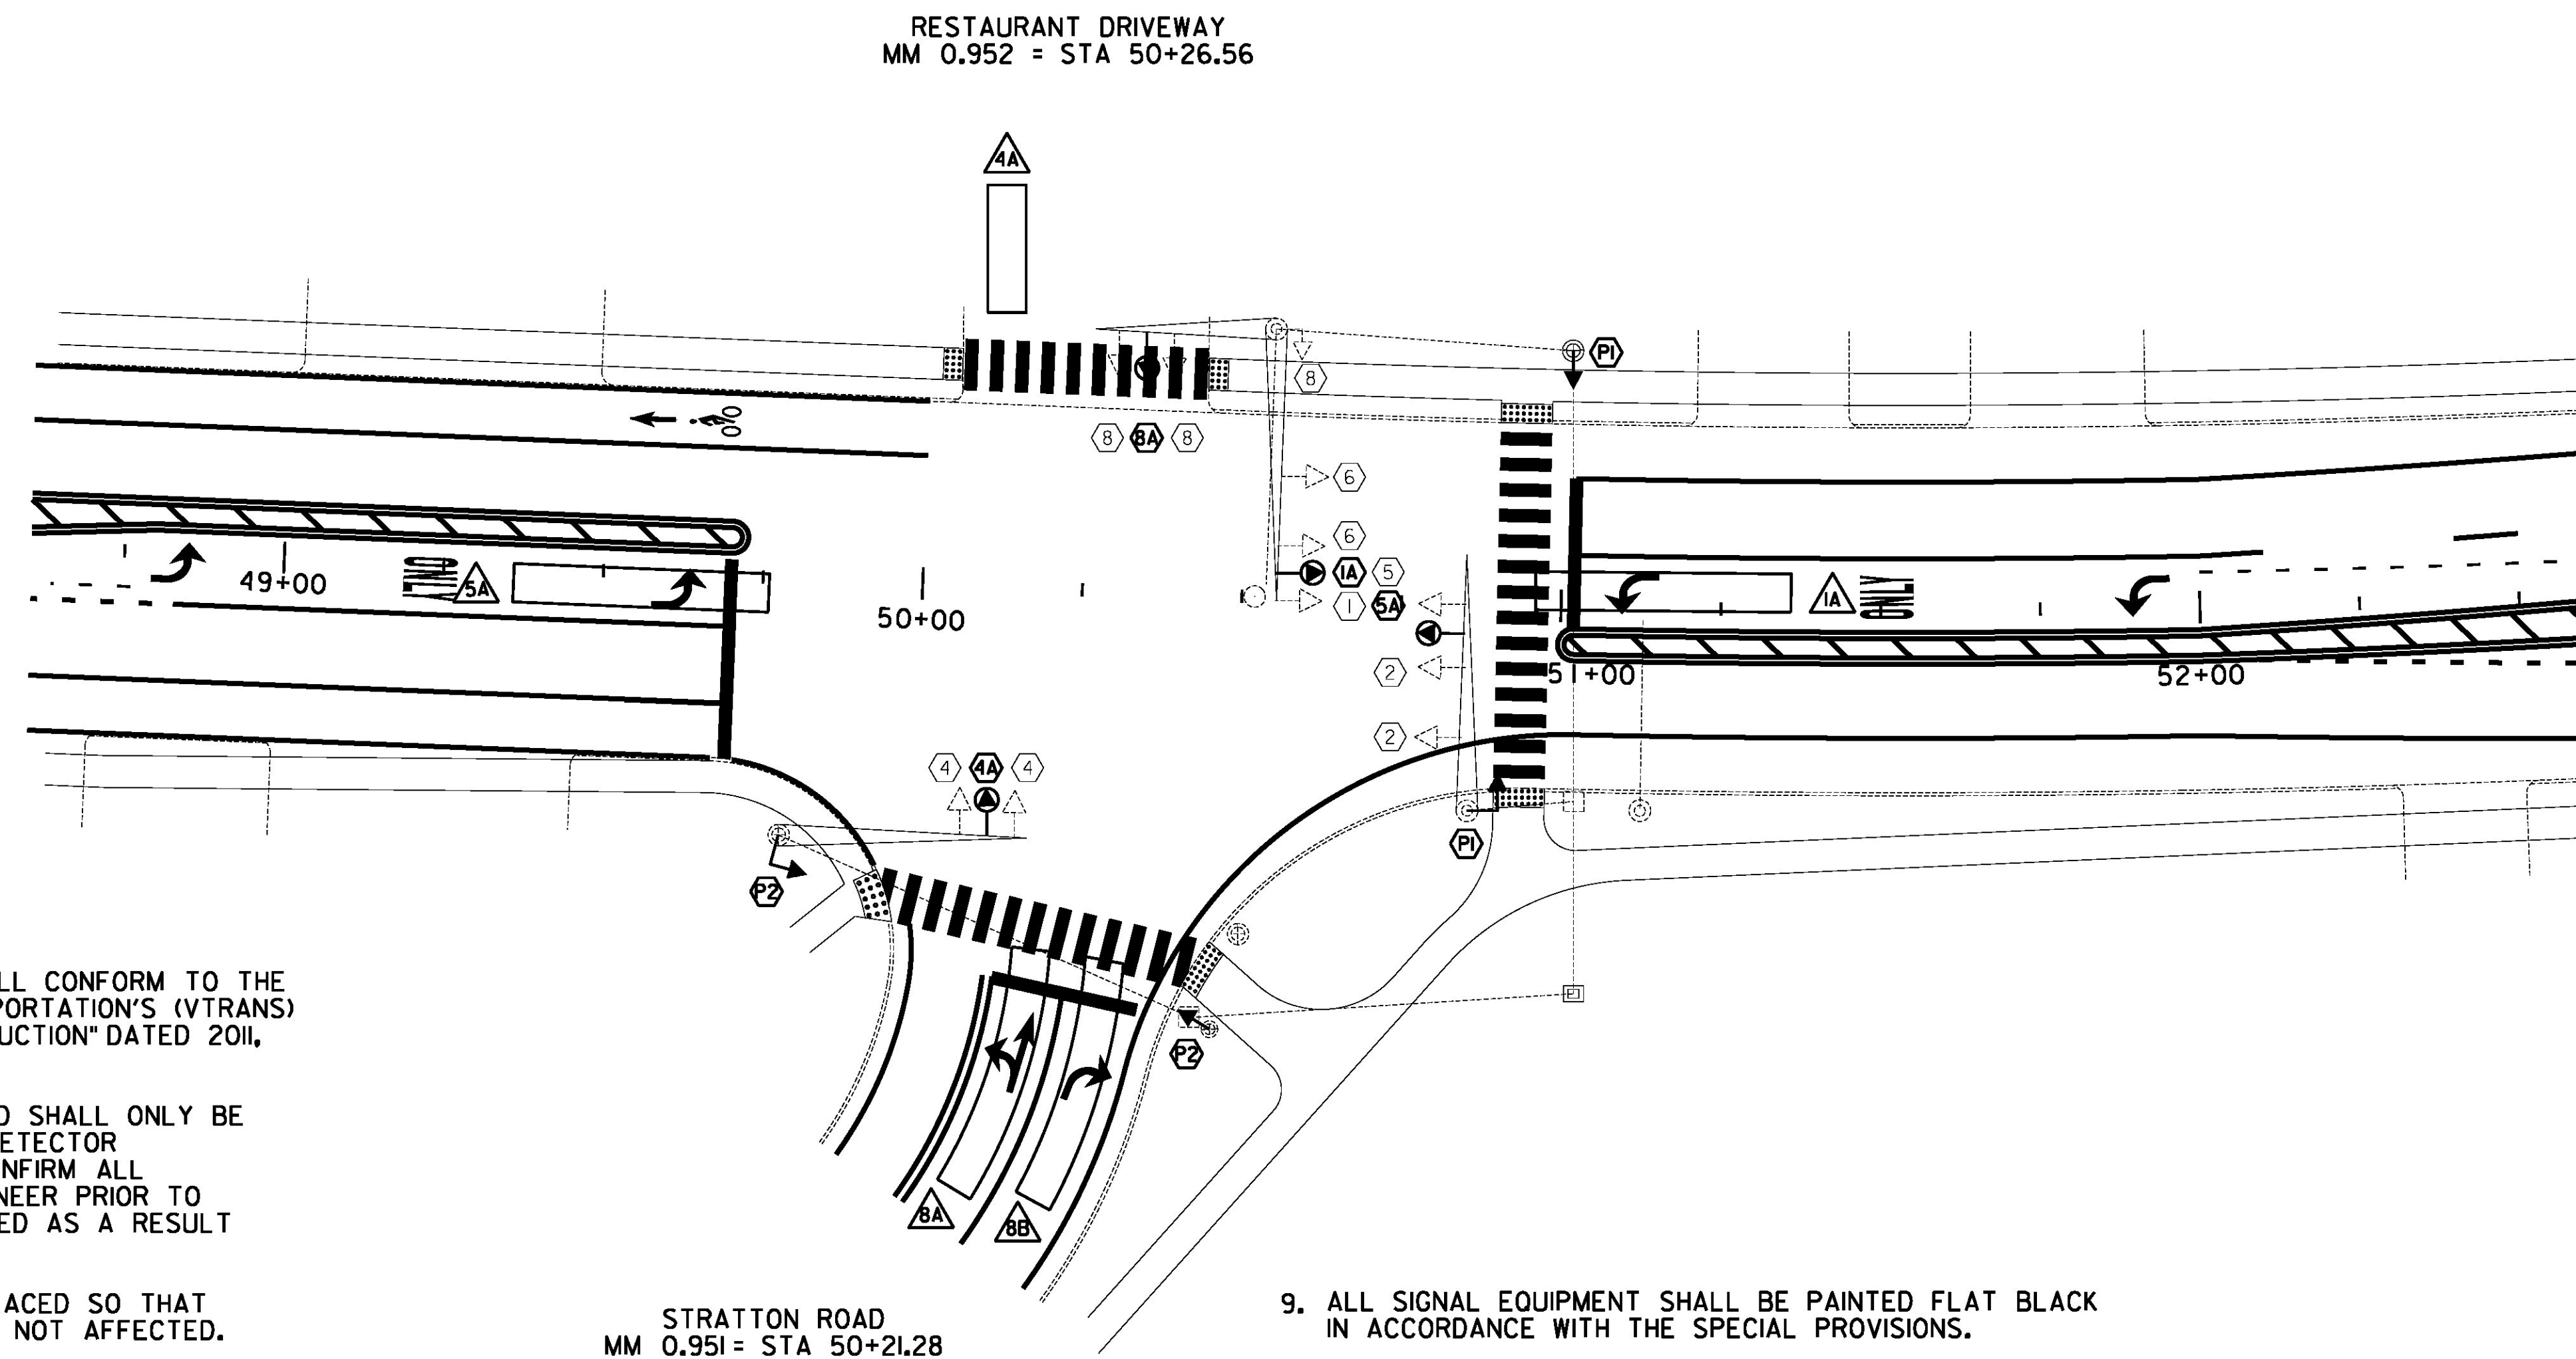 RESTAURANT DRIVEWAY
MM 0.952 = STA 50+26.56
4A
P1
8
8 8A 8
6
6
1A 5
1 5A
ONLY
5A
49+00
50+00
1A
ONLY
2
51+00
52+00
2
4 4A 4
P1
P2
P2
8A
8B
LL CONFORM TO THE
PORTATION'S (VTRANS)
UCTION" DATED 2011.
D SHALL ONLY BE
ETECTOR
NFIRM ALL
NEER PRIOR TO
ED AS A RESULT
ACED SO THAT
NOT AFFECTED.
STRATTON ROAD
MM 0.951 = STA 50+21.28
9. ALL SIGNAL EQUIPMENT SHALL BE PAINTED FLAT BLACK
IN ACCORDANCE WITH THE SPECIAL PROVISIONS.